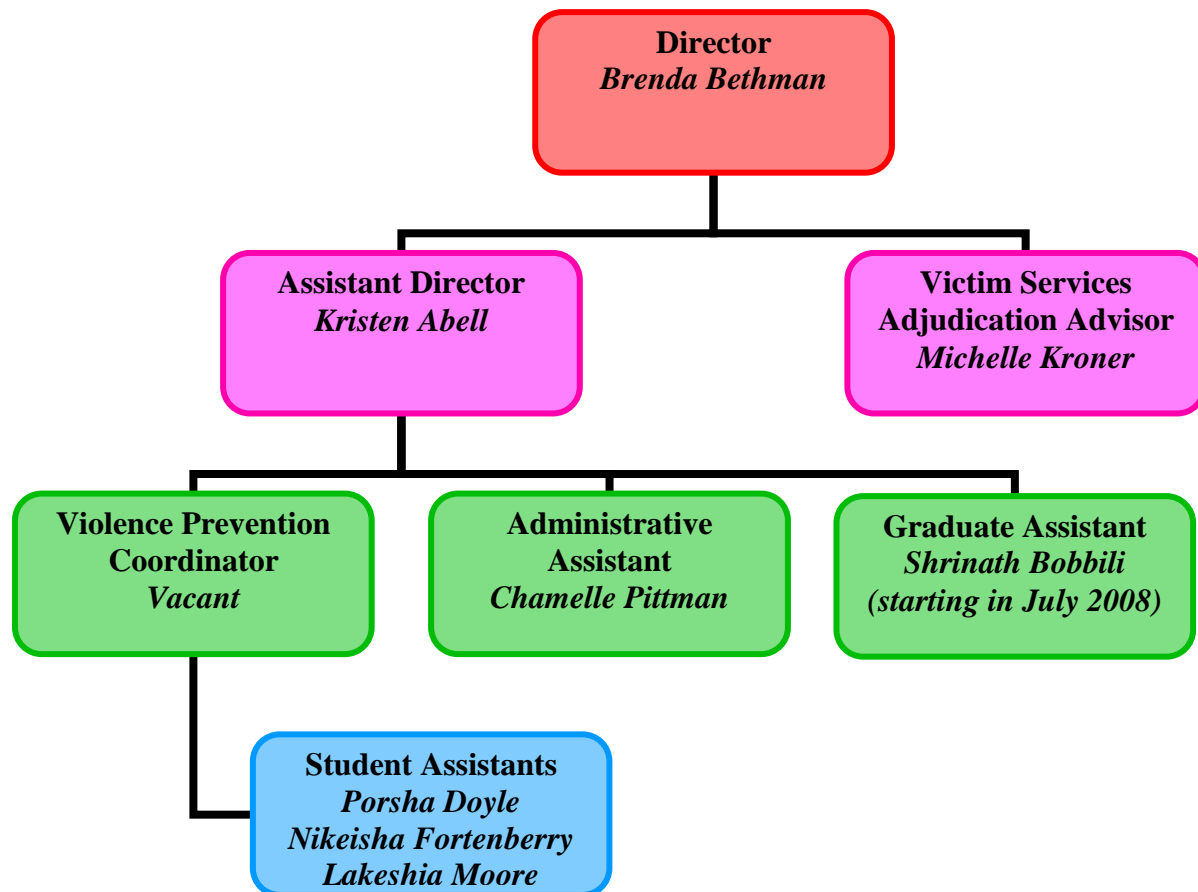 Director
Brenda Bethman
Assistant Director
Kristen Abell
Victim Services
Adjudication Advisor
Michelle Kroner
Violence Prevention
Coordinator
Vacant
Administrative
Assistant
Chamelle Pittman
Graduate Assistant
Shrinath Bobbili
(starting in July 2008)
Student Assistants
Porsha Doyle
Nikeisha Fortenberry
Lakeshia Moore